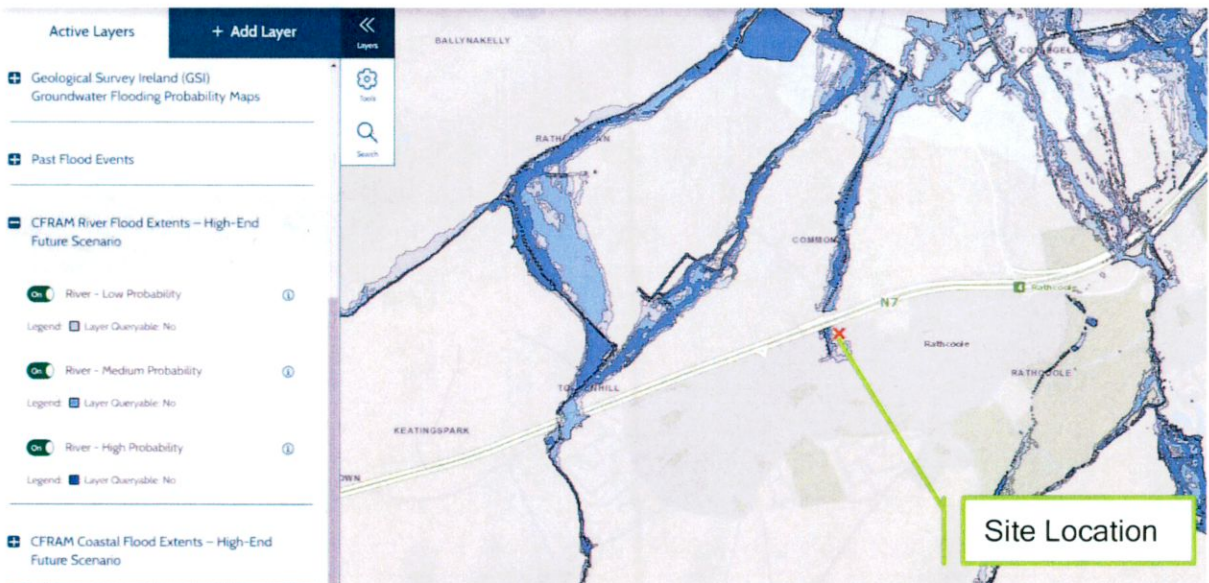 Active Layers
+ Add Layer
Layers
Tools
Search
Geological Survey Ireland (GSI)
Groundwater Flooding Probability Maps
Past Flood Events
CFRAM River Flood Extents – High-End
Future Scenario
On
River - Low Probability
Legend: Layer Queryable: No
On
River - Medium Probability
Legend: Layer Queryable: No
On
River - High Probability
Legend: Layer Queryable: No
CFRAM Coastal Flood Extents – High-End
Future Scenario
BALLYNAKELLY
COMMON
N7
4
Rathcoole
Rathcoole
RATHCOOLE
KEATINGSPARK
OWN
Site Location